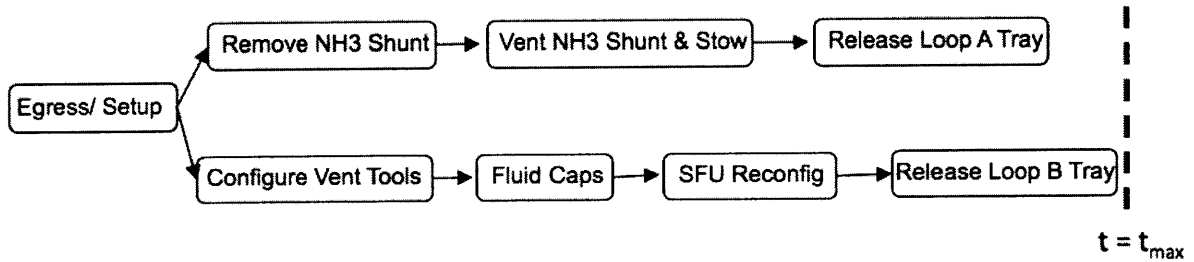 Remove NH3 Shunt
Vent NH3 Shunt & Stow
Release Loop A Tray
Egress/ Setup
Configure Vent Tools
Fluid Caps
SFU Reconfig
Release Loop B Tray
t = tmax